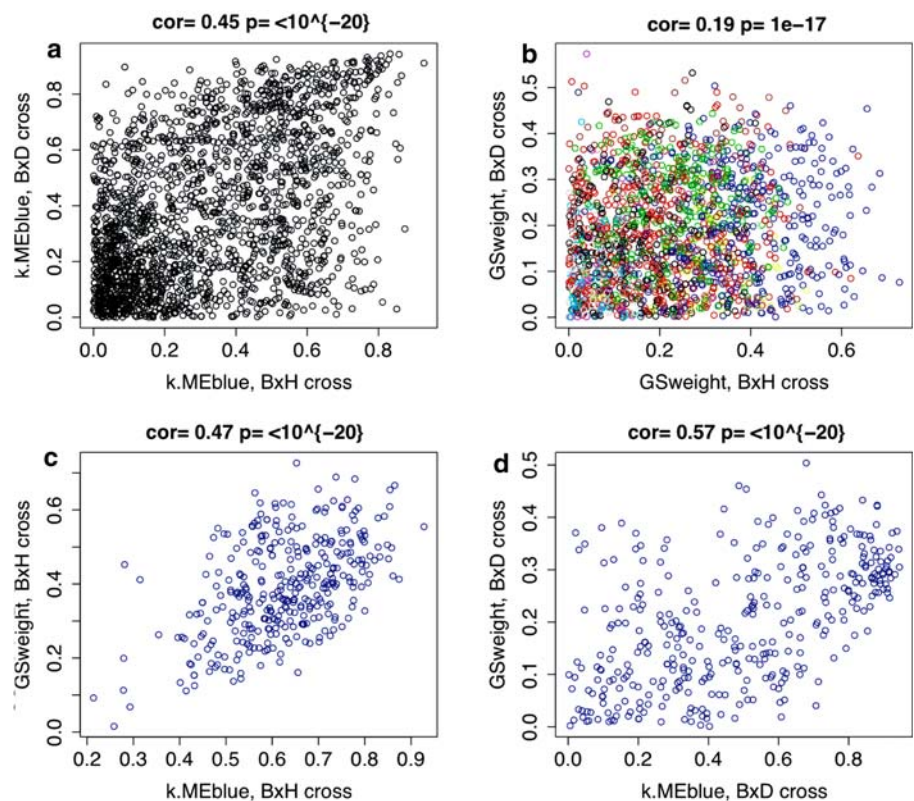 cor= 0.45 p= <10^{−20}
a
k.MEblue, BxD cross
0.8
0.6
0.4
0.2
0.0
0.0 0.2 0.4 0.6 0.8
k.MEblue, BxH cross
cor= 0.19 p= 1e−17
b
GSweight, BxD cross
0.5
0.4
0.3
0.2
0.1
0.0
0.0 0.2 0.4 0.6
GSweight, BxH cross
cor= 0.47 p= <10^{−20}
c
GSweight, BxH cross
0.6
0.4
0.2
0.0
0.2 0.3 0.4 0.5 0.6 0.7 0.8 0.9
k.MEblue, BxH cross
cor= 0.57 p= <10^{−20}
d
GSweight, BxD cross
0.5
0.4
0.3
0.2
0.1
0.0
0.0 0.2 0.4 0.6 0.8
k.MEblue, BxD cross